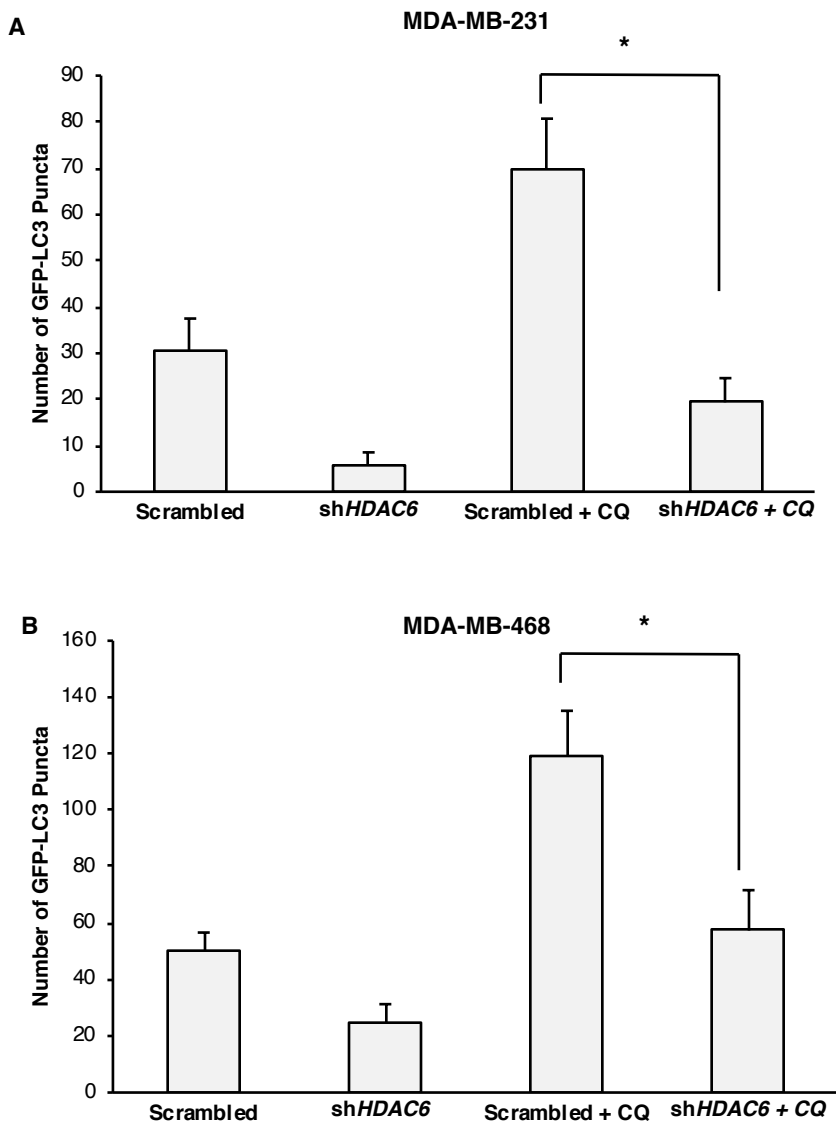 A
MDA-MB-231
*
Number of GFP-LC3 Puncta
90
80
70
60
50
40
30
20
10
0
Scrambled
shHDAC6
Scrambled + CQ
shHDAC6 + CQ
B
MDA-MB-468
*
Number of GFP-LC3 Puncta
160
140
120
100
80
60
40
20
0
Scrambled
shHDAC6
Scrambled + CQ
shHDAC6 + CQ